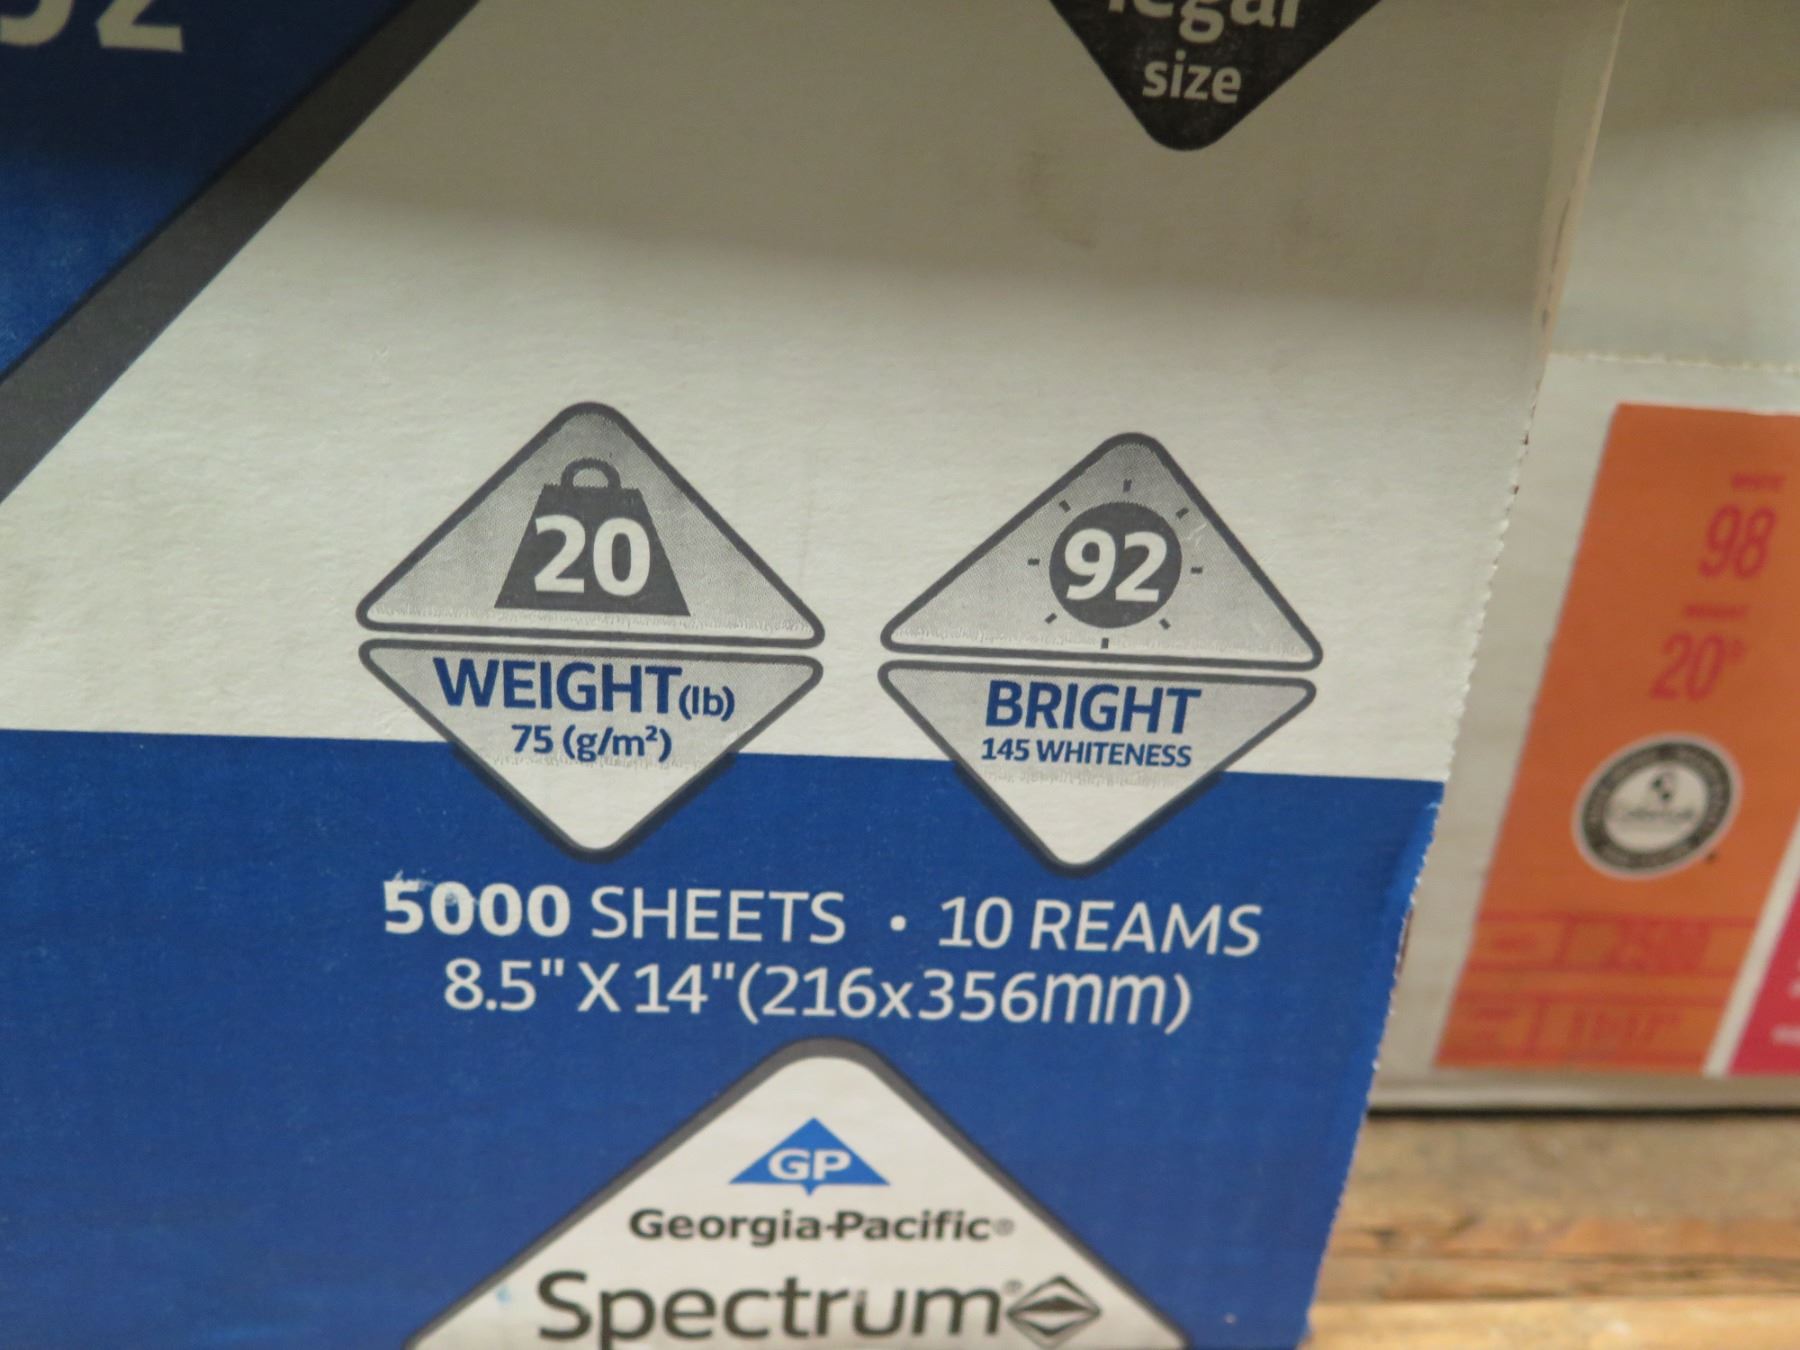 92
legal
size
20
WEIGHT(lb)
75 (g/m²)
92
BRIGHT
145 WHITENESS
5000 SHEETS • 10 REAMS
8.5" X 14"(216x356mm)
GP
Georgia-Pacific®
Spectrum®
98
20